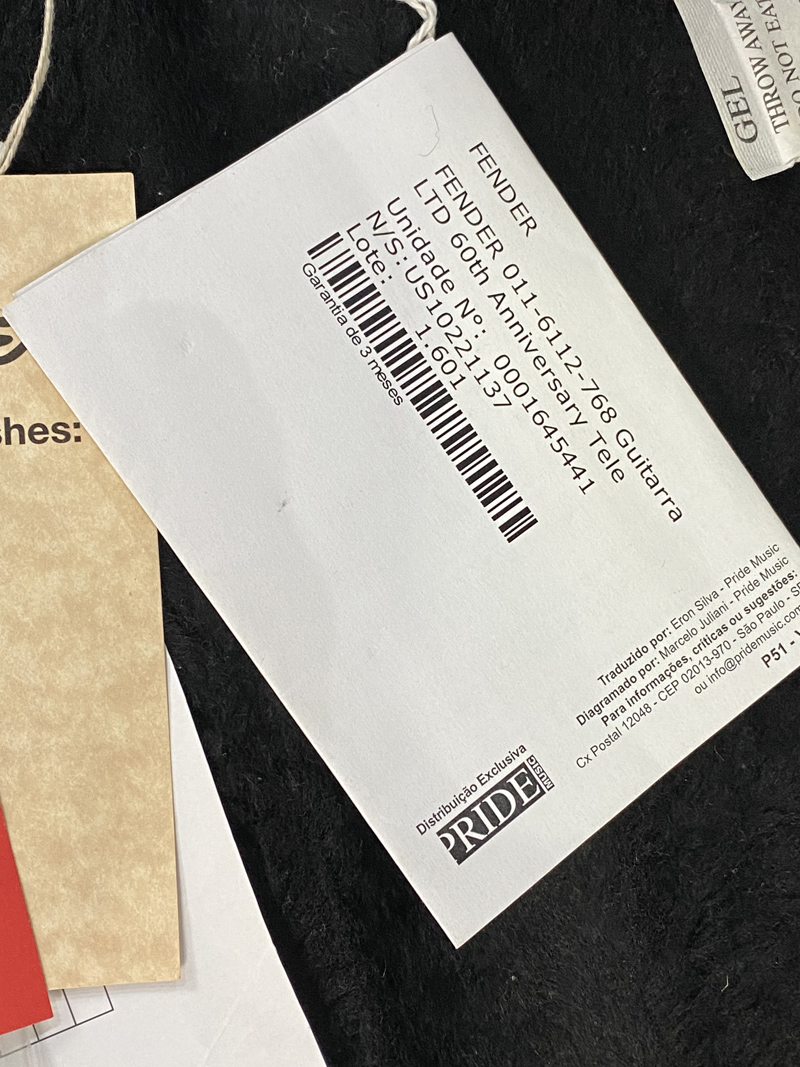 FENDER
FENDER 011-6112-768 Guitarra
LTD 60th Anniversary Tele
Unidade Nº: 0001645441
N/S: US10221137
Lote: 1.601
Garantia de 3 meses
Traduzido por: Eron Silva - Pride Music
Diagramado por: Marcelo Juliani - Pride Music
Para informações, críticas ou sugestões:
Cx Postal 12048 - CEP 02013-970 - São Paulo - SP
ou info@pridemusic.com
P51 -
Distribuição Exclusiva
PRIDE MUSIC
shes:
GEL
THROW AWAY
DO NOT EAT